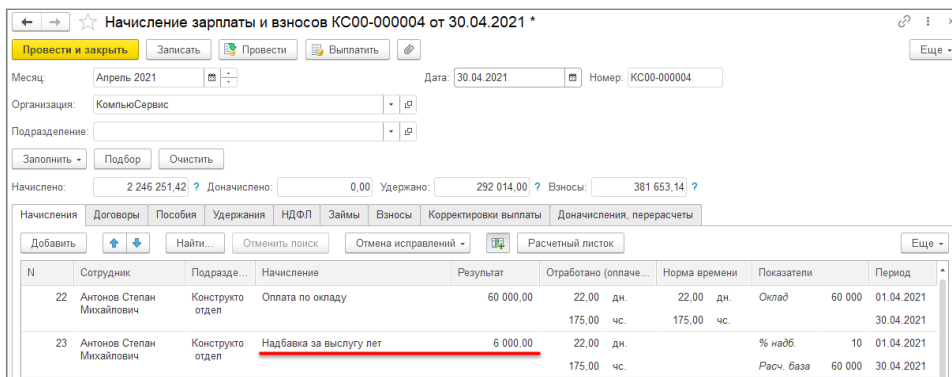 Начисление зарплаты и взносов КС00-000004 от 30.04.2021 *
Провести и закрыть Записать Провести Выплатить Еще
Месяц: Апрель 2021 Дата: 30.04.2021 Номер: КС00-000004
Организация: КомпьюСервис
Подразделение:
Заполнить Подбор Очистить
Начислено: 2 246 251,42 ? Доначислено: 0,00 Удержано: 292 014,00 ? Взносы: 381 653,14 ?
Начисления Договоры Пособия Удержания НДФЛ Займы Взносы Корректировки выплаты Доначисления, перерасчеты
Добавить Найти... Отменить поиск Отмена исправлений Расчетный листок Еще
N Сотрудник Подразде... Начисление Результат Отработано (оплаче... Норма времени Показатели Период
22 Антонов Степан Конструкто Оплата по окладу 60 000,00 22,00 дн. 22,00 дн. Оклад 60 000 01.04.2021
Михайлович отдел 175,00 чс. 175,00 чс. 30.04.2021
23 Антонов Степан Конструкто Надбавка за выслугу лет 6 000,00 22,00 дн. % надб. 10 01.04.2021
Михайлович отдел 175,00 чс. Расч. база 60 000 30.04.2021